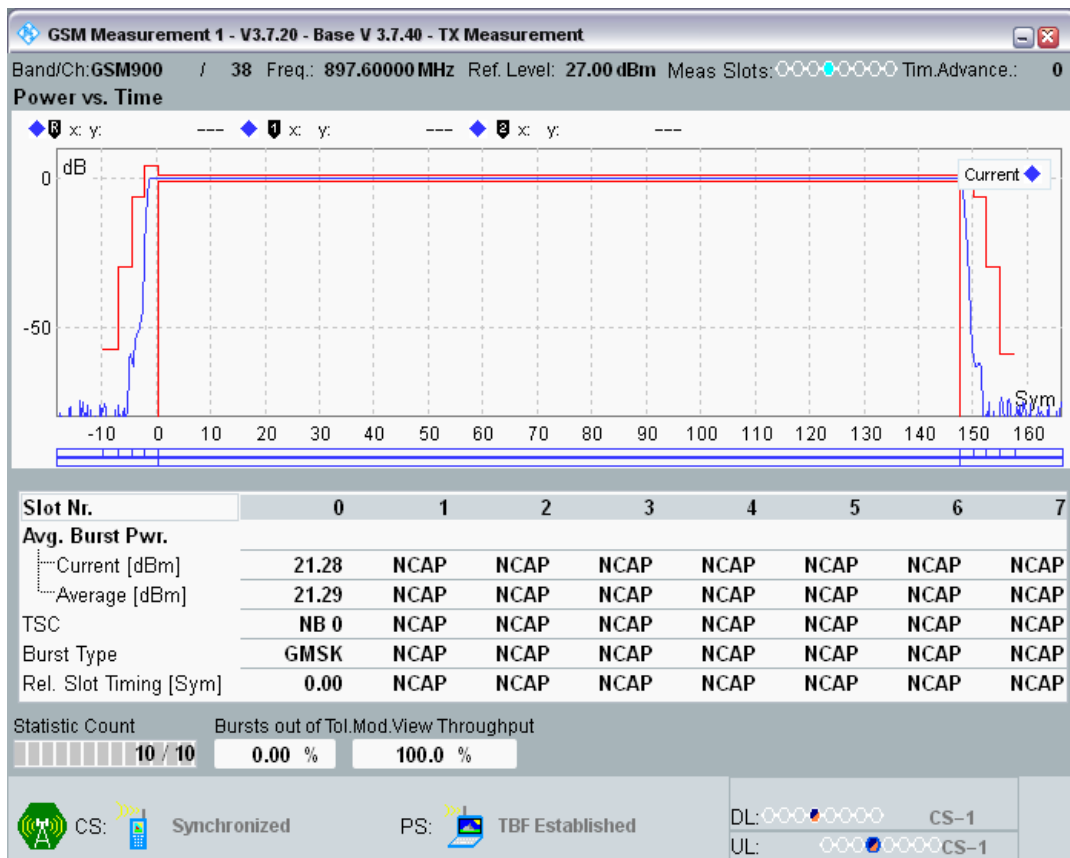 GSM Measurement 1 - V3.7.20 - Base V 3.7.40 - TX Measurement
Band/Ch:GSM900 / 38 Freq.: 897.60000 MHz Ref. Level: 27.00 dBm Meas Slots: Tim.Advance.: 0
Power vs. Time
R x: y: --- 1 x: y: --- 2 x: y: ---
dB
Current
0
-50
Sym
-10 0 10 20 30 40 50 60 70 80 90 100 110 120 130 140 150 160
Slot Nr. 0 1 2 3 4 5 6 7
Avg. Burst Pwr.
Current [dBm] 21.28 NCAP NCAP NCAP NCAP NCAP NCAP NCAP
Average [dBm] 21.29 NCAP NCAP NCAP NCAP NCAP NCAP NCAP
TSC NB 0 NCAP NCAP NCAP NCAP NCAP NCAP NCAP
Burst Type GMSK NCAP NCAP NCAP NCAP NCAP NCAP NCAP
Rel. Slot Timing [Sym] 0.00 NCAP NCAP NCAP NCAP NCAP NCAP NCAP
Statistic Count Bursts out of Tol.Mod.View Throughput
10 / 10 0.00 % 100.0 %
CS: Synchronized PS: TBF Established
DL: CS-1
UL: CS-1